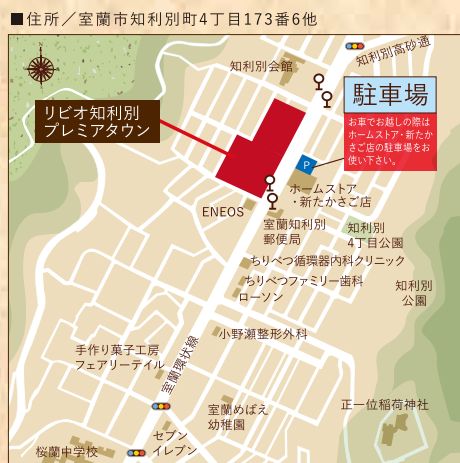 ■住所／室蘭市知利別町4丁目173番6他
N
知利別高砂通
知利別会館
駐車場
お車でお越しの際は
ホームストア・新たか
さご店の駐車場をお
使い下さい。
リビオ知利別
プレミアタウン
P
ホームストア
・新たかさご店
ENEOS
室蘭知利別
郵便局
知利別
4丁目公園
ちりべつ循環器内科クリニック
ちりべつファミリー歯科
ローソン
知利別
公園
小野瀬整形外科
室蘭環状線
手作り菓子工房
フェアリーテイル
室蘭めばえ
幼稚園
正一位稲荷神社
セブン
イレブン
桜蘭中学校